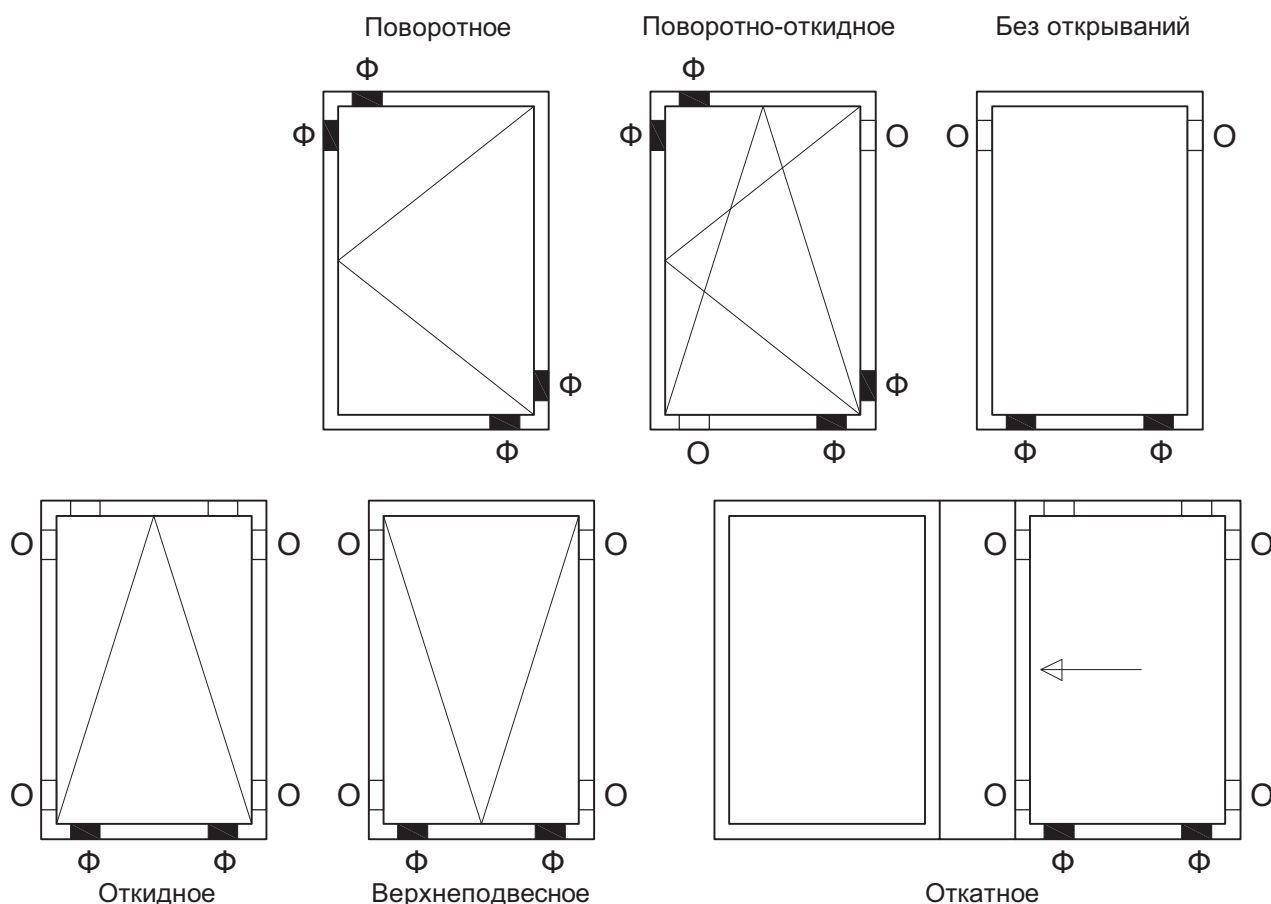 Поворотное Поворотно-откидное Без открываний
Ф Ф
Ф Ф О О О
Ф Ф
Ф О Ф Ф Ф
О О О О О О
О О О О О О
Ф Ф Ф Ф Ф Ф
Откидное Верхнеподвесное Откатное